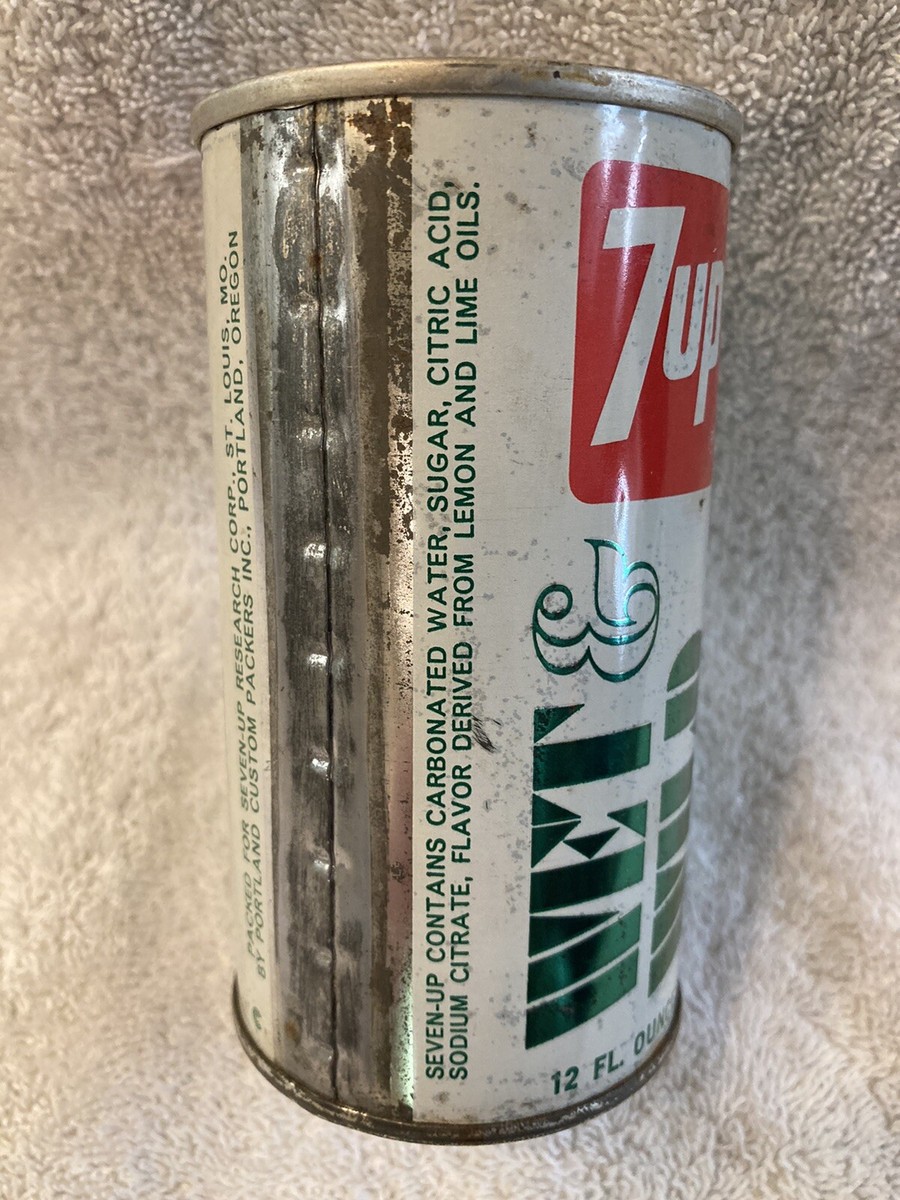 PACKED FOR SEVEN-UP RESEARCH CORP., ST. LOUIS, MO.
BY PORTLAND CUSTOM PACKERS INC., PORTLAND, OREGON
SEVEN-UP CONTAINS CARBONATED WATER, SUGAR, CITRIC ACID,
SODIUM CITRATE, FLAVOR DERIVED FROM LEMON AND LIME OILS.
7up
WET &
12 FL.